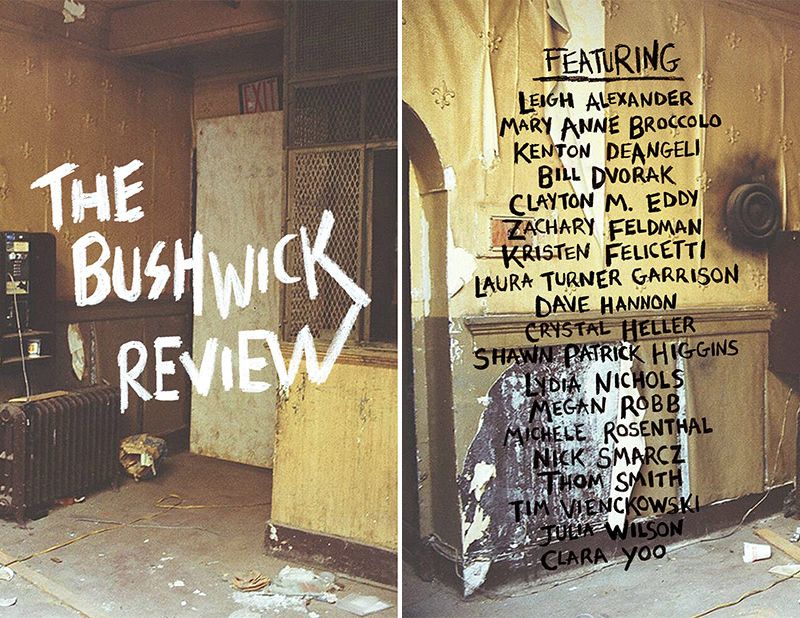 EXIT
THE
BUSHWICK
REVIEW
FEATURING
LEIGH ALEXANDER
MARY ANNE BROCCOLO
KENTON DEANGELI
BILL DVORAK
CLAYTON M. EDDY
ZACHARY FELDMAN
KRISTEN FELICETTI
LAURA TURNER GARRISON
DAVE HANNON
CRYSTAL HELLER
SHAWN PATRICK HIGGINS
LYDIA NICHOLS
MEGAN ROBB
MICHELE ROSENTHAL
NICK SMARCZ
THOM SMITH
TIM VIENCKOWSKI
JULIA WILSON
CLARA YOO